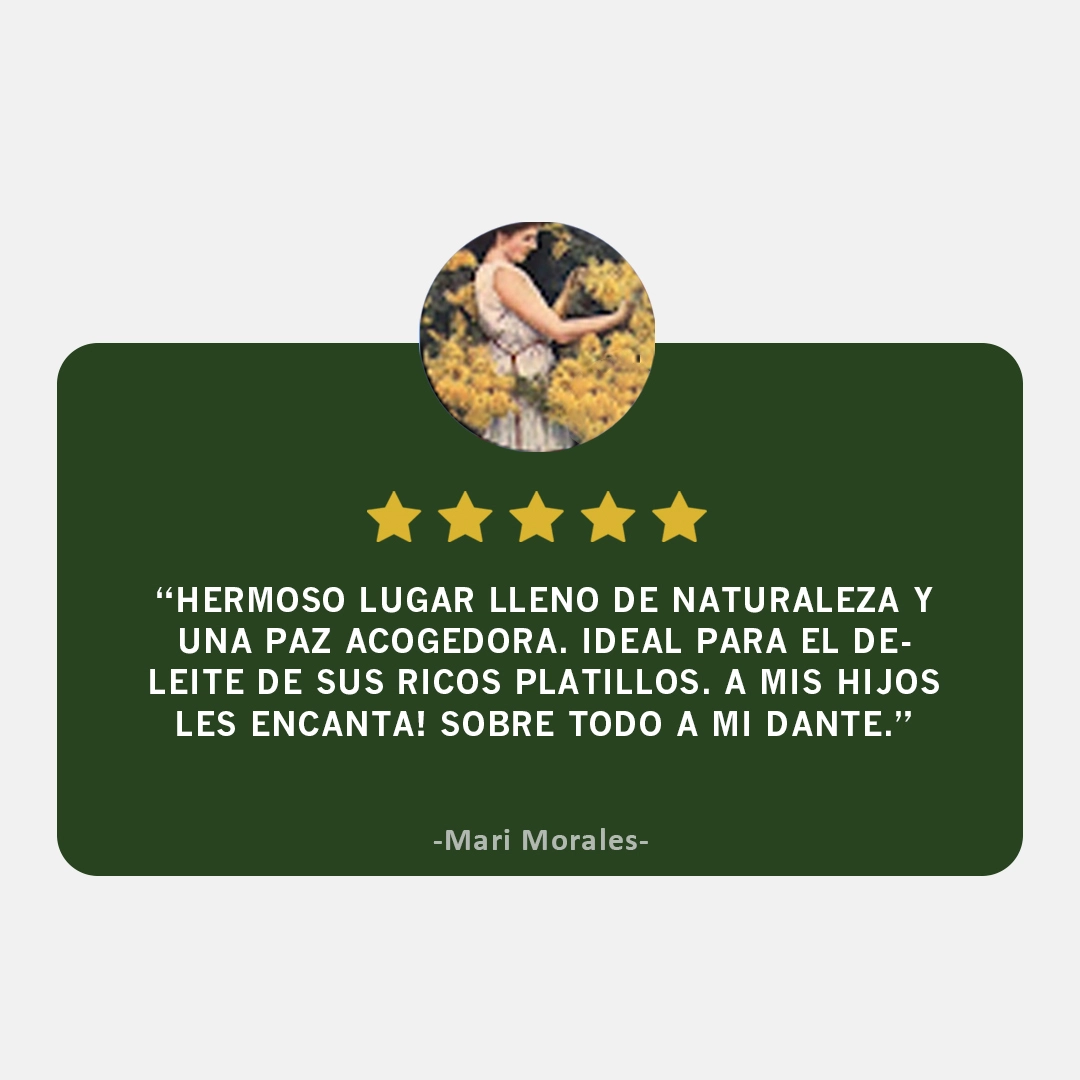 “HERMOSO LUGAR LLENO DE NATURALEZA Y
UNA PAZ ACOGEDORA. IDEAL PARA EL DE-
LEITE DE SUS RICOS PLATILLOS. A MIS HIJOS
LES ENCANTA! SOBRE TODO A MI DANTE.”
-Mari Morales-